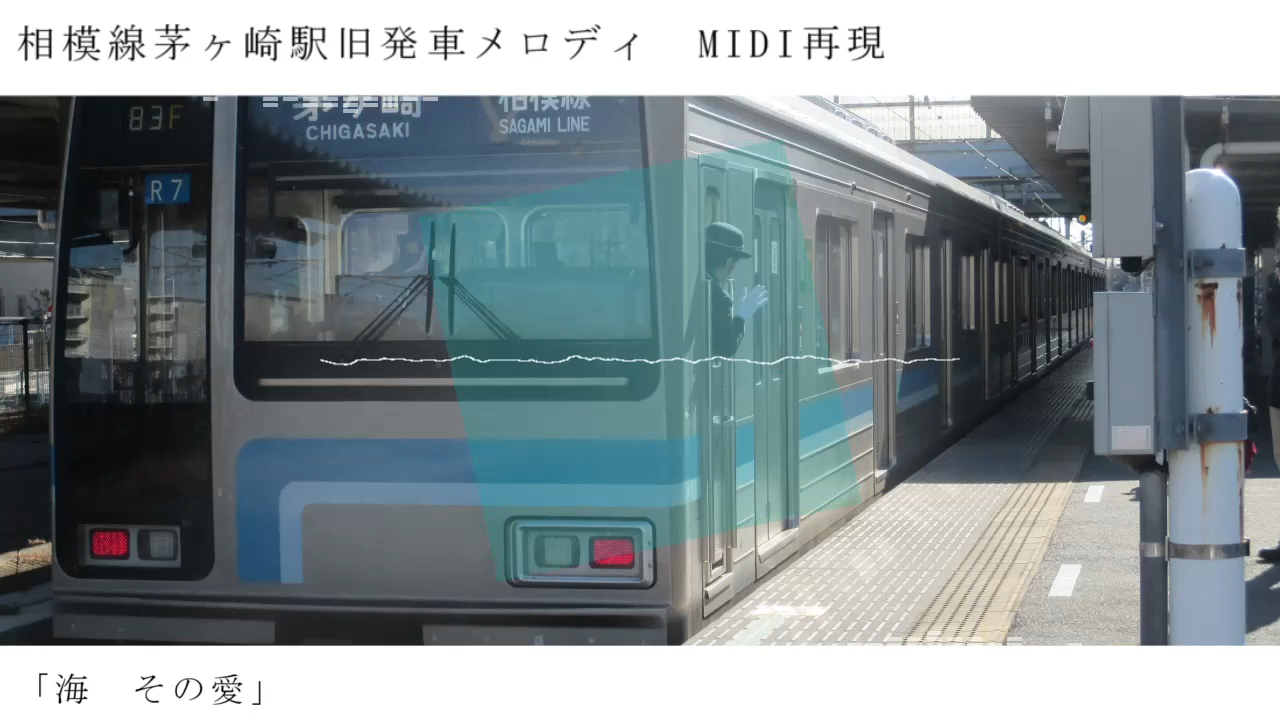 相模線茅ヶ崎駅旧発車メロディ　MIDI再現
茅ヶ崎 相模線
CHIGASAKI SAGAMI LINE
83F
R7
「海　その愛」